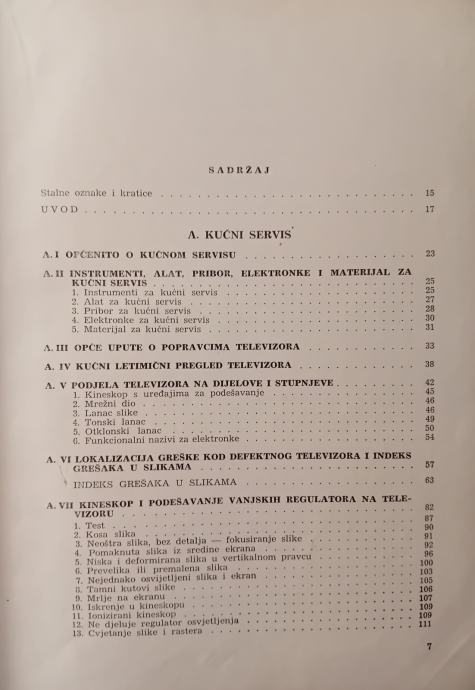 SADRŽAJ
Stalne oznake i kratice . . . . . . . . . . . . . . . . . . . . . . 15
UVOD . . . . . . . . . . . . . . . . . . . . . . . . . . . . 17
A. KUĆNI SERVIS
A. I OPĆENITO O KUĆNOM SERVISU . . . . . . . . . . . . . . 23
A. II INSTRUMENTI, ALAT, PRIBOR, ELEKTRONKE I MATERIJAL ZA
KUĆNI SERVIS . . . . . . . . . . . . . . . . . . . . . . 25
1. Instrumenti za kućni servis . . . . . . . . . . . . . . . . 25
2. Alat za kućni servis . . . . . . . . . . . . . . . . . . . 27
3. Pribor za kućni servis . . . . . . . . . . . . . . . . . . 28
4. Elektronke za kućni servis . . . . . . . . . . . . . . . . 30
5. Materijal za kućni servis . . . . . . . . . . . . . . . . . 31
A. III OPĆE UPUTE O POPRAVCIMA TELEVIZORA . . . . . . . . . 33
A. IV KUĆNI LETIMIČNI PREGLED TELEVIZORA . . . . . . . . . 38
A. V PODJELA TELEVIZORA NA DIJELOVE I STUPNJEVE . . . . . . . 42
1. Kineskop s uređajima za podešavanje . . . . . . . . . . . . 45
2. Mrežni dio . . . . . . . . . . . . . . . . . . . . . . 46
3. Lanac slike . . . . . . . . . . . . . . . . . . . . . . 46
4. Tonski lanac . . . . . . . . . . . . . . . . . . . . . 49
5. Otklonski lanac . . . . . . . . . . . . . . . . . . . . 50
6. Funkcionalni nazivi za elektronke . . . . . . . . . . . . . 54
A. VI LOKALIZACIJA GREŠKE KOD DEFEKTNOG TELEVIZORA I INDEKS
GREŠAKA U SLIKAMA . . . . . . . . . . . . . . . . . . . 57
INDEKS GREŠAKA U SLIKAMA . . . . . . . . . . . . . . . . 63
A. VII KINESKOP I PODEŠAVANJE VANJSKIH REGULATORA NA TELE-
VIZORU . . . . . . . . . . . . . . . . . . . . . . . . . 82
1. Test . . . . . . . . . . . . . . . . . . . . . . . . . 87
2. Kosa slika . . . . . . . . . . . . . . . . . . . . . . 90
3. Neoštra slika, bez detalja — fokusiranje slike . . . . . . . . 91
4. Pomaknuta slika iz sredine ekrana . . . . . . . . . . . . . 92
5. Niska i deformirana slika u vertikalnom pravcu . . . . . . . 96
6. Prevelika ili premalena slika . . . . . . . . . . . . . . . 100
7. Nejednako osvijetljeni slika i ekran . . . . . . . . . . . . 103
8. Tamni kutovi slike . . . . . . . . . . . . . . . . . . . 105
9. Mrlje na ekranu . . . . . . . . . . . . . . . . . . . . 106
10. Iskrenje u kineskopu . . . . . . . . . . . . . . . . . . 107
11. Ionizirani kineskop . . . . . . . . . . . . . . . . . . . 109
12. Ne djeluje regulator osvjetljenja . . . . . . . . . . . . . 109
13. Cvjetanje slike i rastera . . . . . . . . . . . . . . . . 111
7